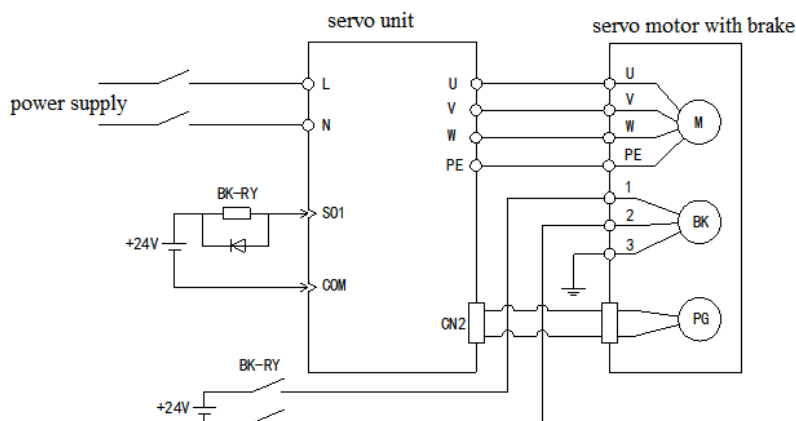 servo unit
servo motor with brake
power supply
L
N
U
V
W
PE
U
V
W
PE
M
BK-RY
+24V
SO1
COM
1
2
3
BK
CN2
PG
BK-RY
+24V